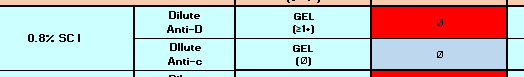 Dilute
Anti-D
GEL
(≥1+)
Ø
0.8% SC I
DIlute
Anti-c
GEL
(Ø)
Ø